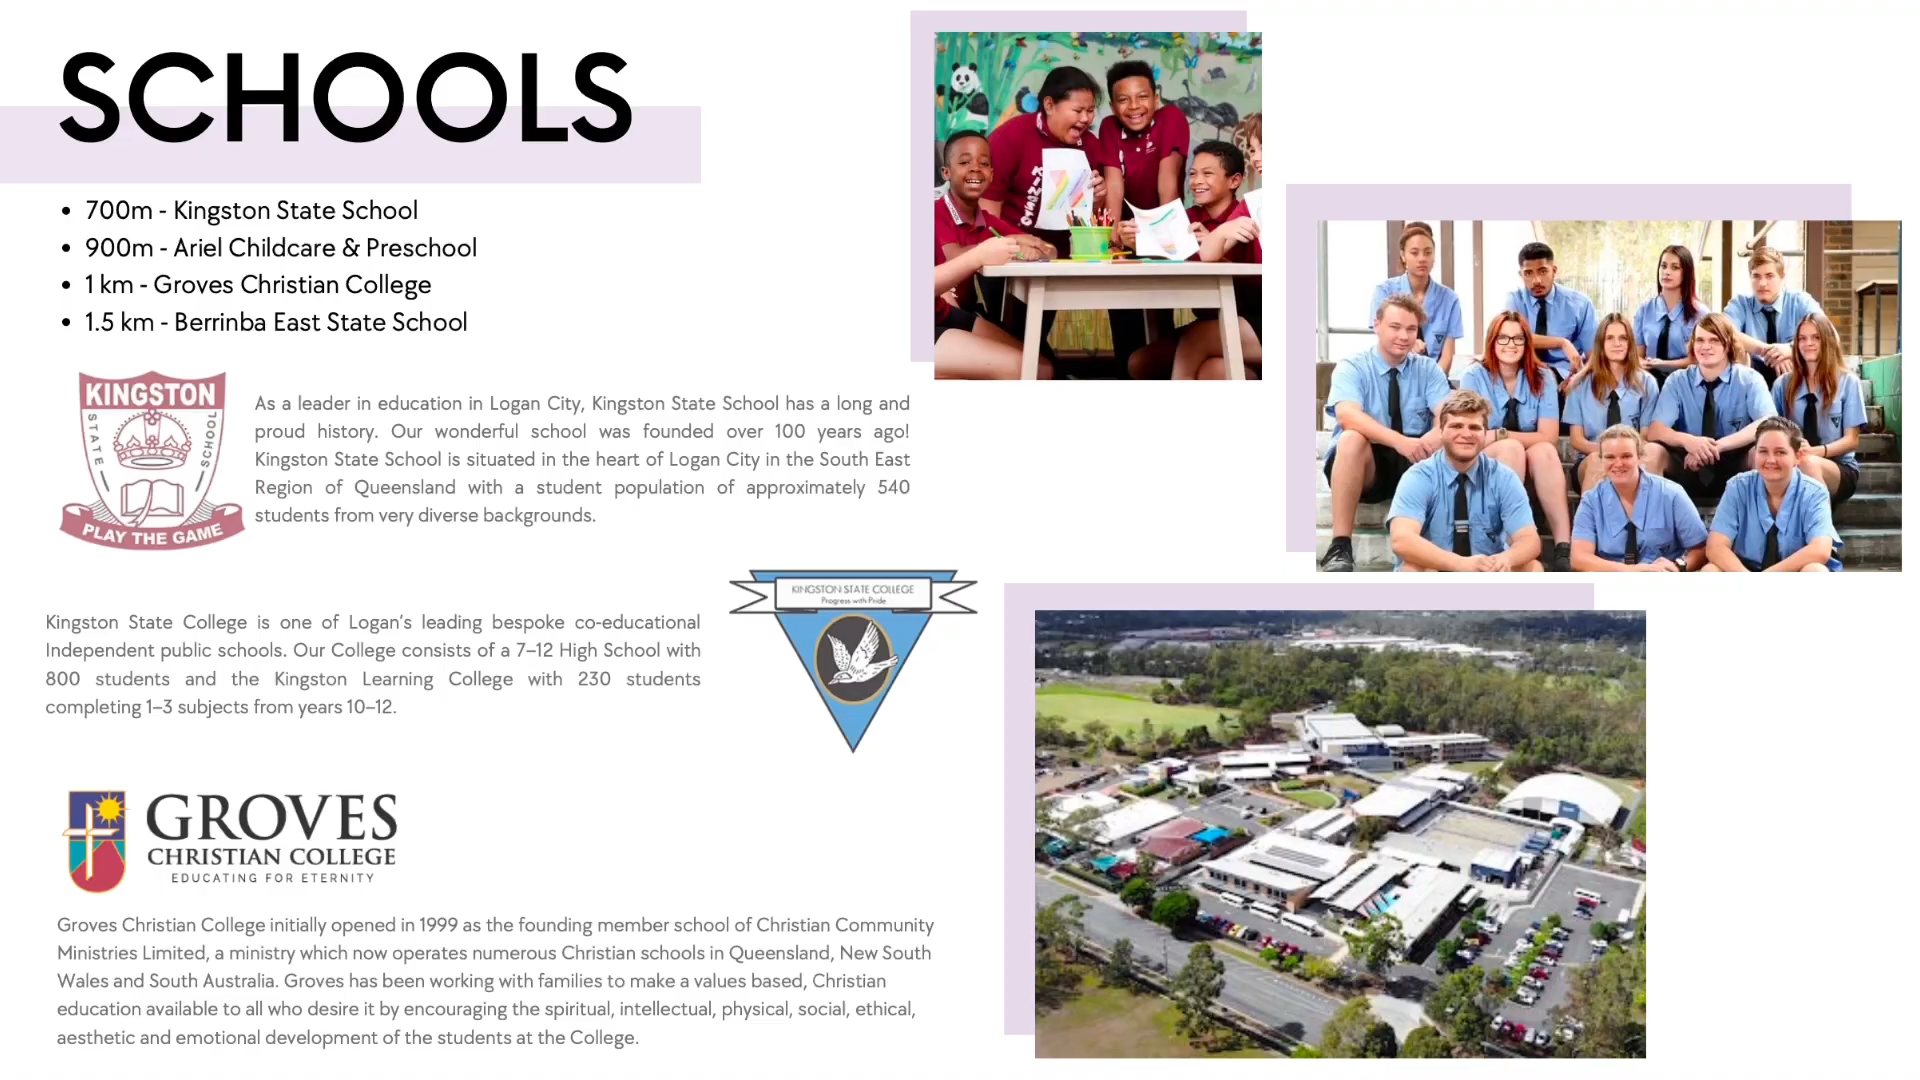 SCHOOLS
• 700m - Kingston State School
• 900m - Ariel Childcare & Preschool
• 1 km - Groves Christian College
• 1.5 km - Berrinba East State School
KINGSTON
STATE SCHOOL
PLAY THE GAME
As a leader in education in Logan City, Kingston State School has a long and
proud history. Our wonderful school was founded over 100 years ago!
Kingston State School is situated in the heart of Logan City in the South East
Region of Queensland with a student population of approximately 540
students from very diverse backgrounds.
KINGSTON STATE COLLEGE
Progress with Pride
Kingston State College is one of Logan's leading bespoke co-educational
Independent public schools. Our College consists of a 7–12 High School with
800 students and the Kingston Learning College with 230 students
completing 1–3 subjects from years 10–12.
GROVES
CHRISTIAN COLLEGE
EDUCATING FOR ETERNITY
Groves Christian College initially opened in 1999 as the founding member school of Christian Community
Ministries Limited, a ministry which now operates numerous Christian schools in Queensland, New South
Wales and South Australia. Groves has been working with families to make a values based, Christian
education available to all who desire it by encouraging the spiritual, intellectual, physical, social, ethical,
aesthetic and emotional development of the students at the College.